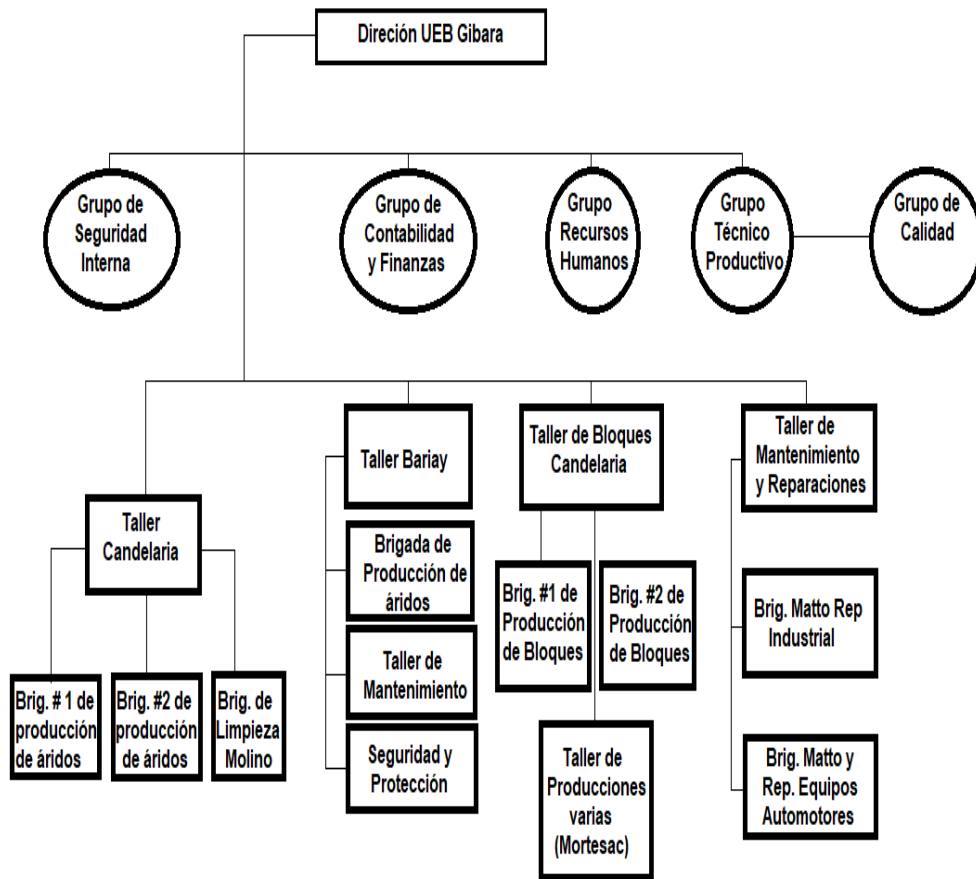 Direción UEB Gibara
Grupo de
Seguridad
Interna
Grupo de
Contabilidad
y Finanzas
Grupo
Recursos
Humanos
Grupo
Técnico
Productivo
Grupo de
Calidad
Taller
Candelaria
Brig. # 1 de
producción
de áridos
Brig. #2 de
producción
de áridos
Brig. de
Limpieza
Molino
Taller Bariay
Brigada de
Producción de
áridos
Taller de
Mantenimiento
Seguridad y
Protección
Taller de Bloques
Candelaria
Brig. #1 de
Producción
de Bloques
Brig. #2 de
Producción
de Bloques
Taller de
Producciones
varias
(Mortesac)
Taller de
Mantenimiento
y Reparaciones
Brig. Matto Rep
Industrial
Brig. Matto y
Rep. Equipos
Automotores